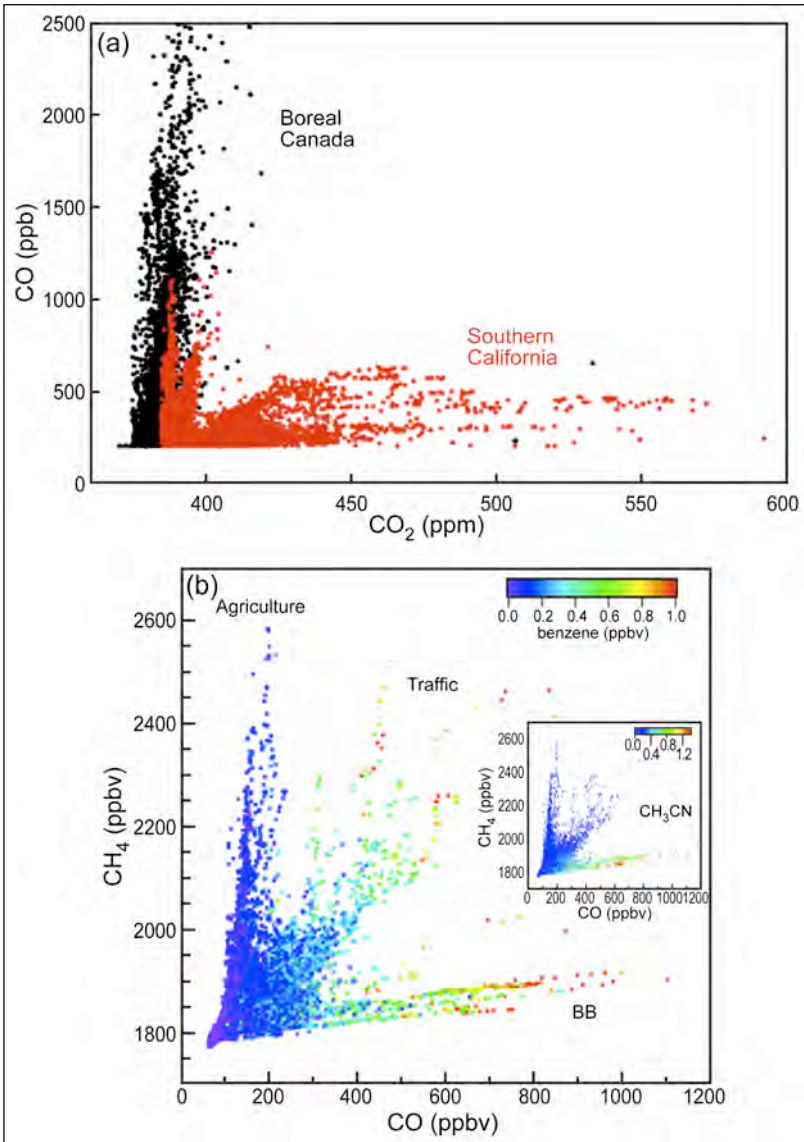 (a)
2500
2000
1500
1000
500
0
CO (ppb)
Boreal
Canada
Southern
California
400
450
500
550
600
CO2 (ppm)
(b)
Agriculture
Traffic
BB
0.0 0.2 0.4 0.6 0.8 1.0
benzene (ppbv)
2600
2400
2200
2000
1800
CH4 (ppbv)
0.0 0.8
0.4 1.2
2600
2400
2200
2000
1800
CH4 (ppbv)
CH3CN
0 200 400 600 800 1000 1200
CO (ppbv)
0 200 400 600 800 1000 1200
CO (ppbv)